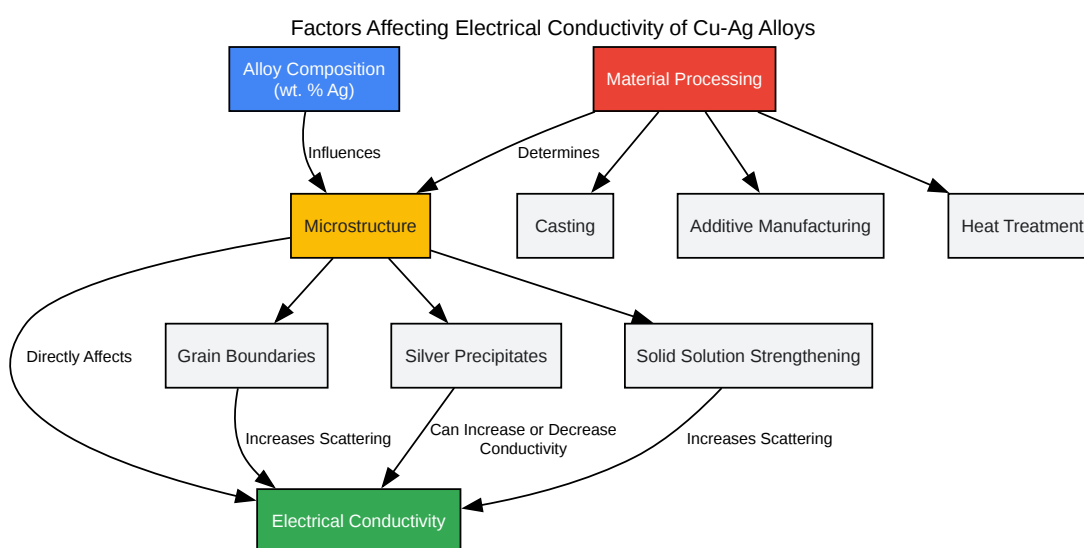 Factors Affecting Electrical Conductivity of Cu-Ag Alloys
Alloy Composition
(wt. % Ag)
Material Processing
Influences
Determines
Microstructure
Casting
Additive Manufacturing
Heat Treatment
Directly Affects
Grain Boundaries
Silver Precipitates
Solid Solution Strengthening
Increases Scattering
Can Increase or Decrease
Conductivity
Increases Scattering
Electrical Conductivity